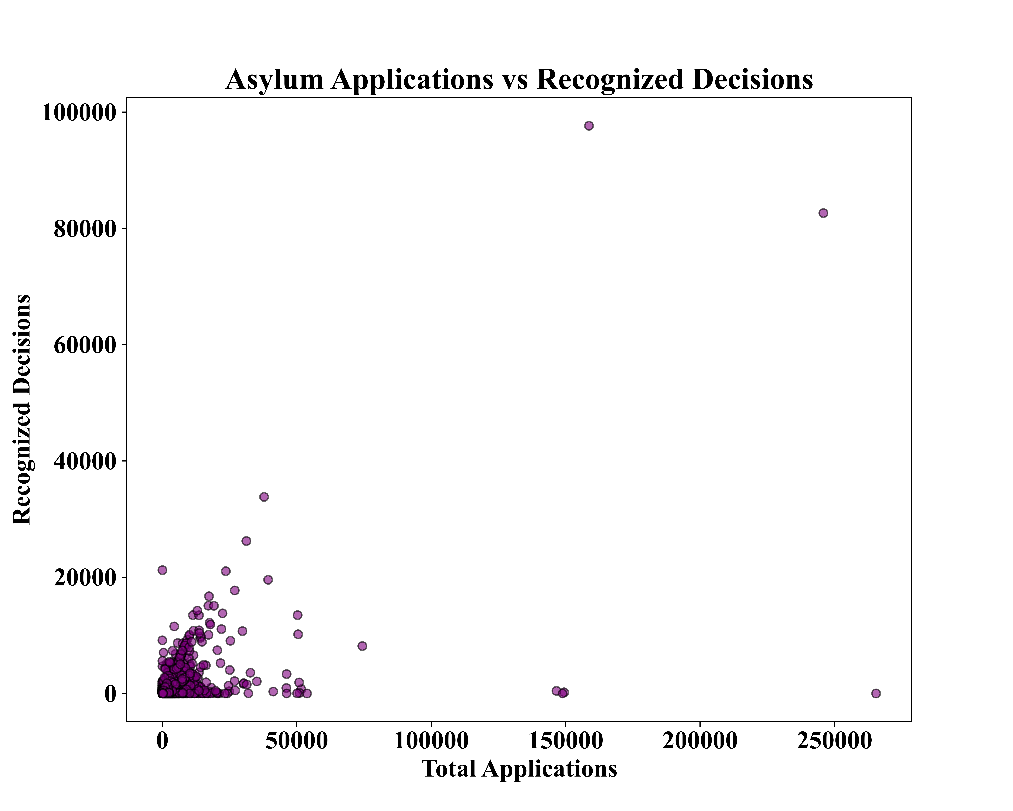 Asylum Applications vs Recognized Decisions
100000
80000
60000
40000
20000
0
Recognized Decisions
0 50000 100000 150000 200000 250000
Total Applications